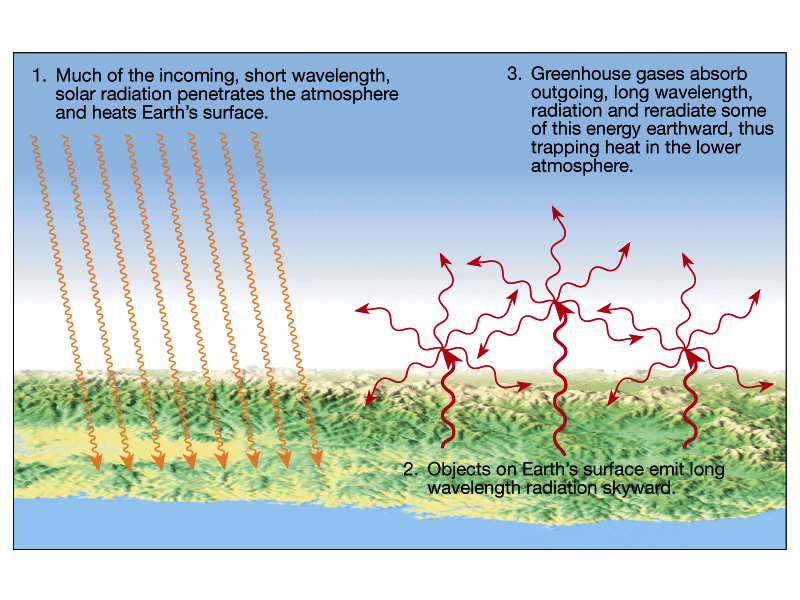 1. Much of the incoming, short wavelength,
solar radiation penetrates the atmosphere
and heats Earth's surface.
3. Greenhouse gases absorb
outgoing, long wavelength,
radiation and reradiate some
of this energy earthward, thus
trapping heat in the lower
atmosphere.
2. Objects on Earth's surface emit long
wavelength radiation skyward.